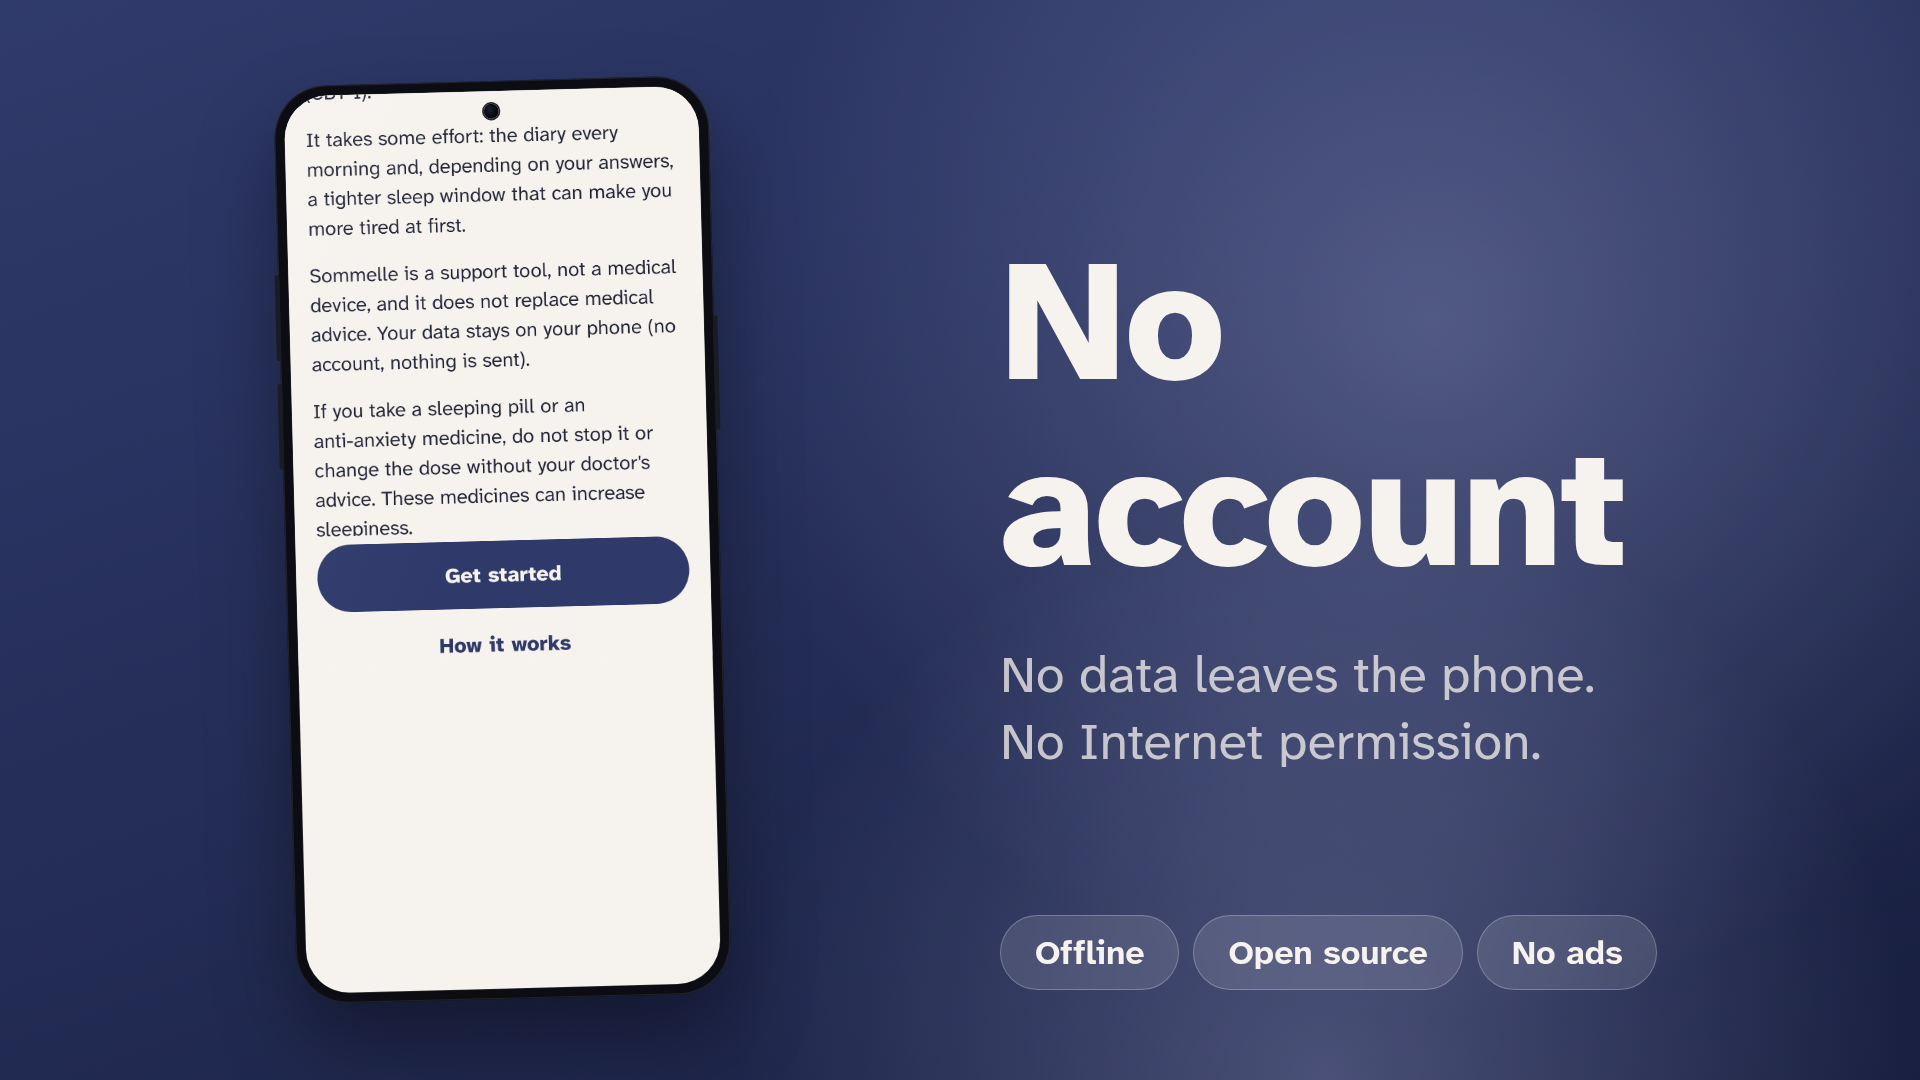 (CBT-I).
It takes some effort: the diary every
morning and, depending on your answers,
a tighter sleep window that can make you
more tired at first.
Sommelle is a support tool, not a medical
device, and it does not replace medical
advice. Your data stays on your phone (no
account, nothing is sent).
If you take a sleeping pill or an
anti-anxiety medicine, do not stop it or
change the dose without your doctor's
advice. These medicines can increase
sleepiness.
Get started
How it works
No
account
No data leaves the phone.
No Internet permission.
Offline
Open source
No ads